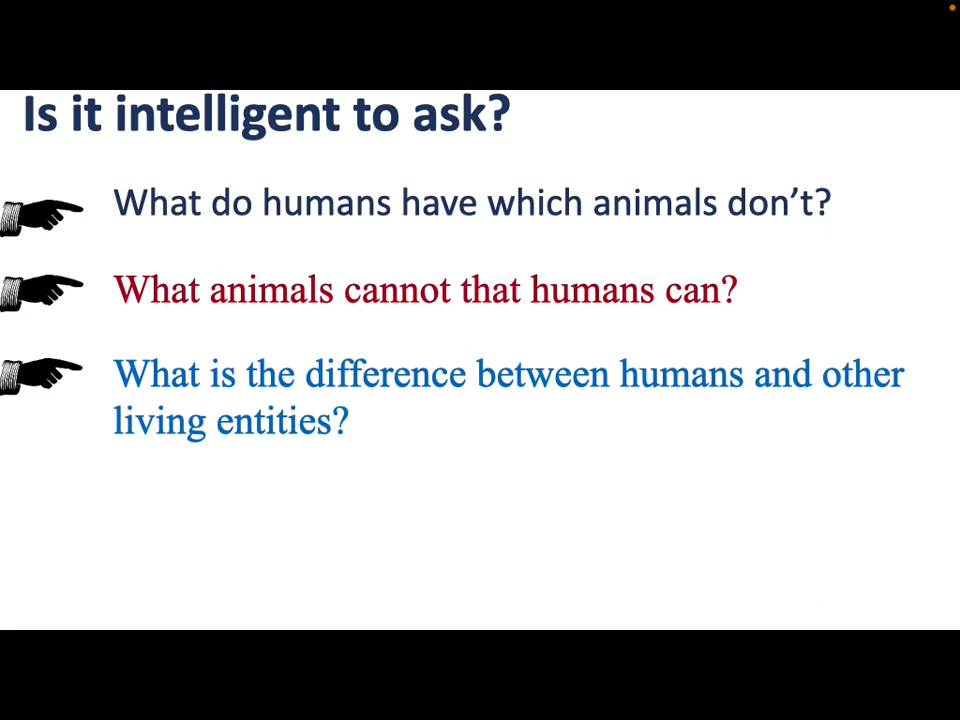 Is it intelligent to ask?
What do humans have which animals don’t?
What animals cannot that humans can?
What is the difference between humans and other
living entities?